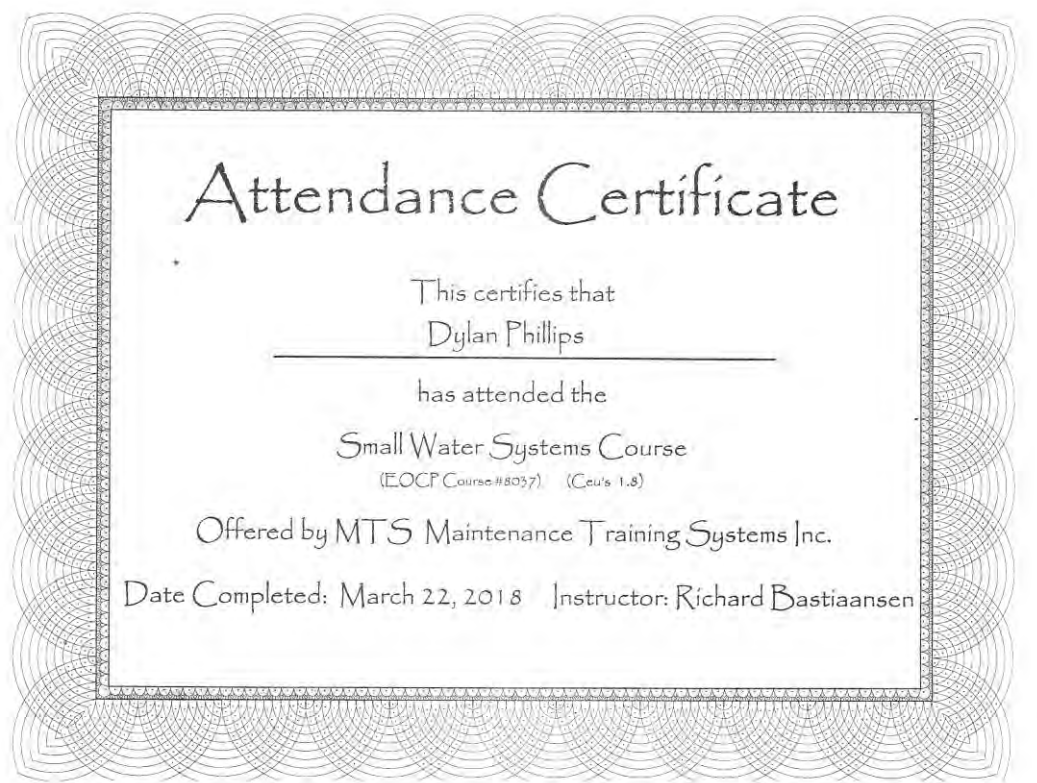 Attendance Certificate
This certifies that
Dylan Phillips
has attended the
Small Water Systems Course
(EOCP Course #8037) (Ceu's 1.8)
Offered by MTS Maintenance Training Systems Inc.
Date Completed: March 22, 2018 Instructor: Richard Bastiaansen